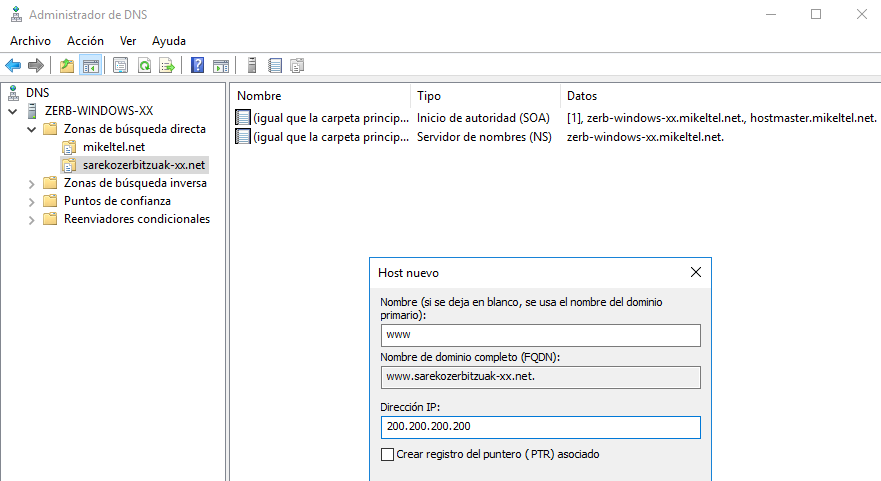 Administrador de DNS
Archivo Acción Ver Ayuda
DNS
ZERB-WINDOWS-XX
Zonas de búsqueda directa
mikeltel.net
sarekozerbitzuak-xx.net
Zonas de búsqueda inversa
Puntos de confianza
Reenviadores condicionales
Nombre Tipo Datos
(igual que la carpeta princip... Inicio de autoridad (SOA) [1], zerb-windows-xx.mikeltel.net., hostmaster.mikeltel.net.
(igual que la carpeta princip... Servidor de nombres (NS) zerb-windows-xx.mikeltel.net.
Host nuevo
Nombre (si se deja en blanco, se usa el nombre del dominio
primario):
www
Nombre de dominio completo (FQDN):
www.sarekozerbitzuak-xx.net.
Dirección IP:
200.200.200.200
Crear registro del puntero (PTR) asociado